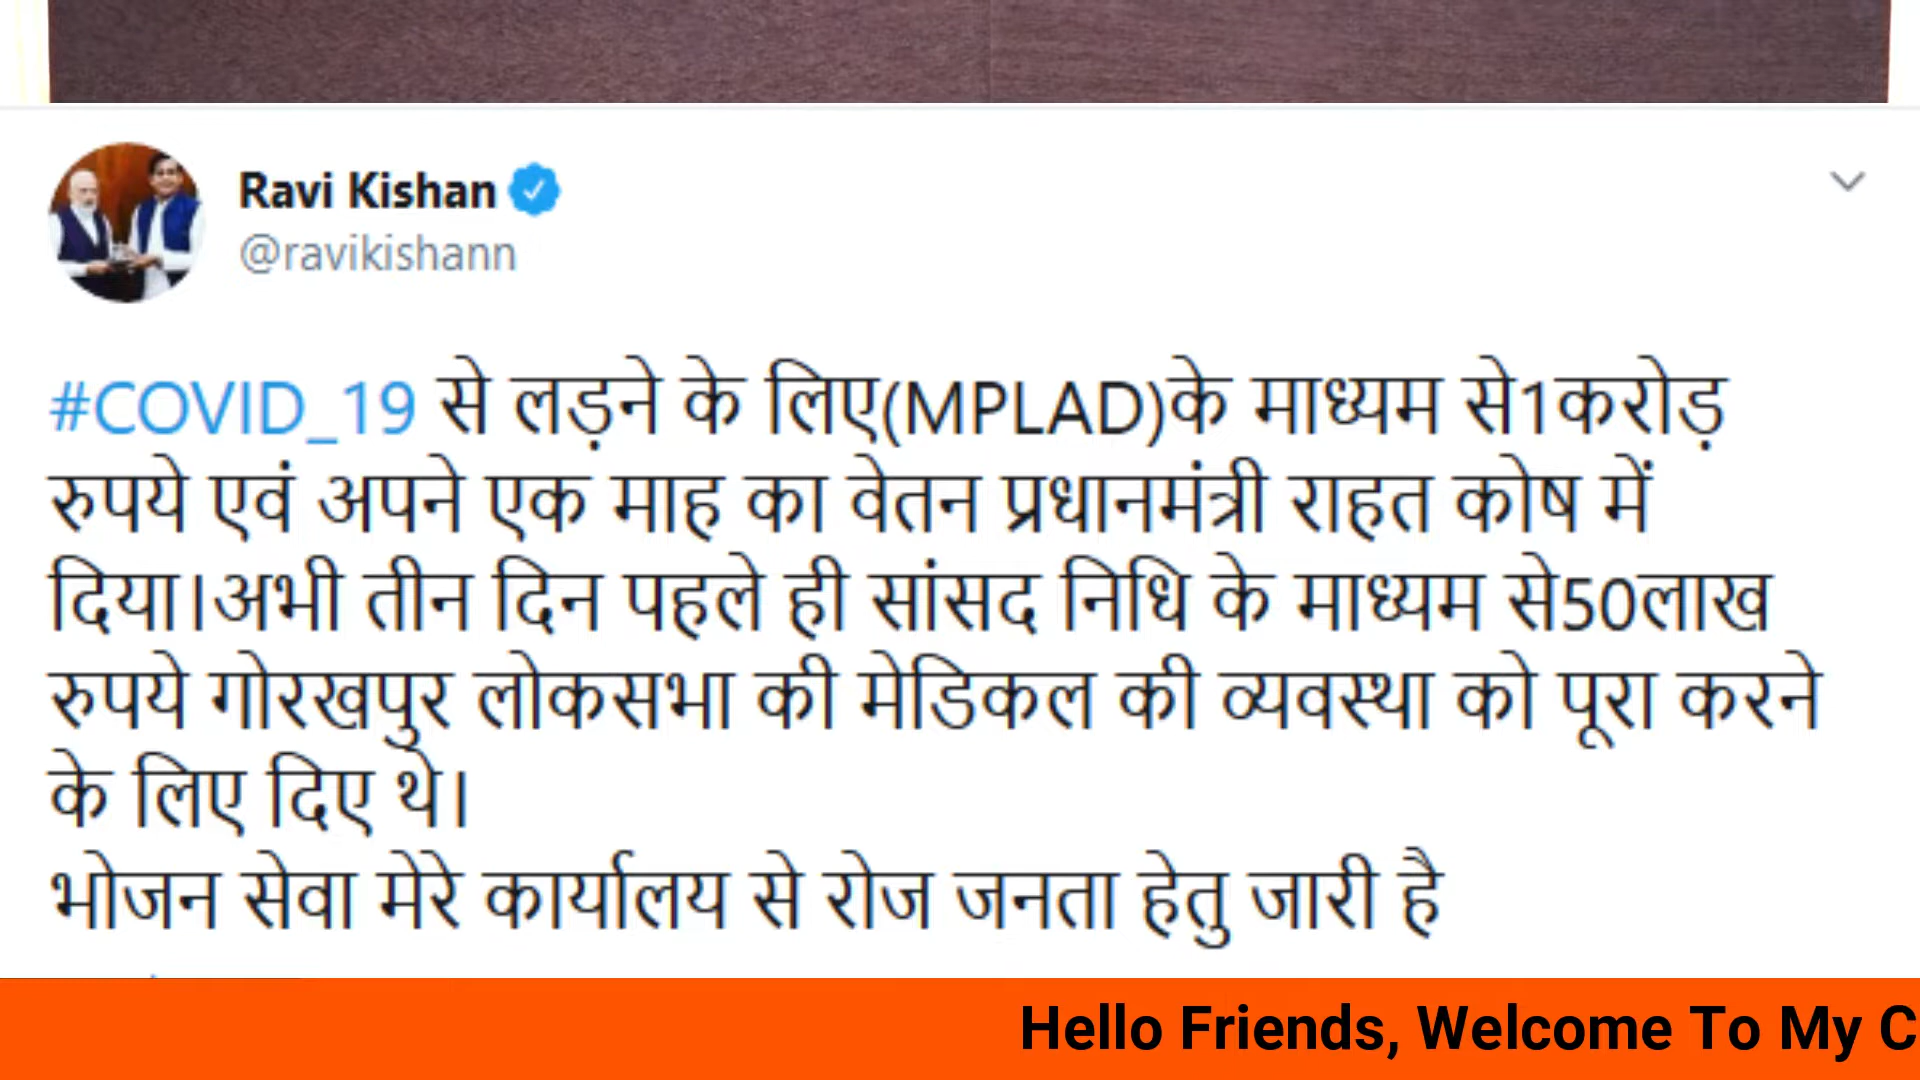 Ravi Kishan
@ravikishann
#COVID_19 से लड़ने के लिए(MPLAD)के माध्यम से1करोड़
रुपये एवं अपने एक माह का वेतन प्रधानमंत्री राहत कोष में
दिया।अभी तीन दिन पहले ही सांसद निधि के माध्यम से50लाख
रुपये गोरखपुर लोकसभा की मेडिकल की व्यवस्था को पूरा करने
के लिए दिए थे।
भोजन सेवा मेरे कार्यालय से रोज जनता हेतु जारी है
Hello Friends, Welcome To My C